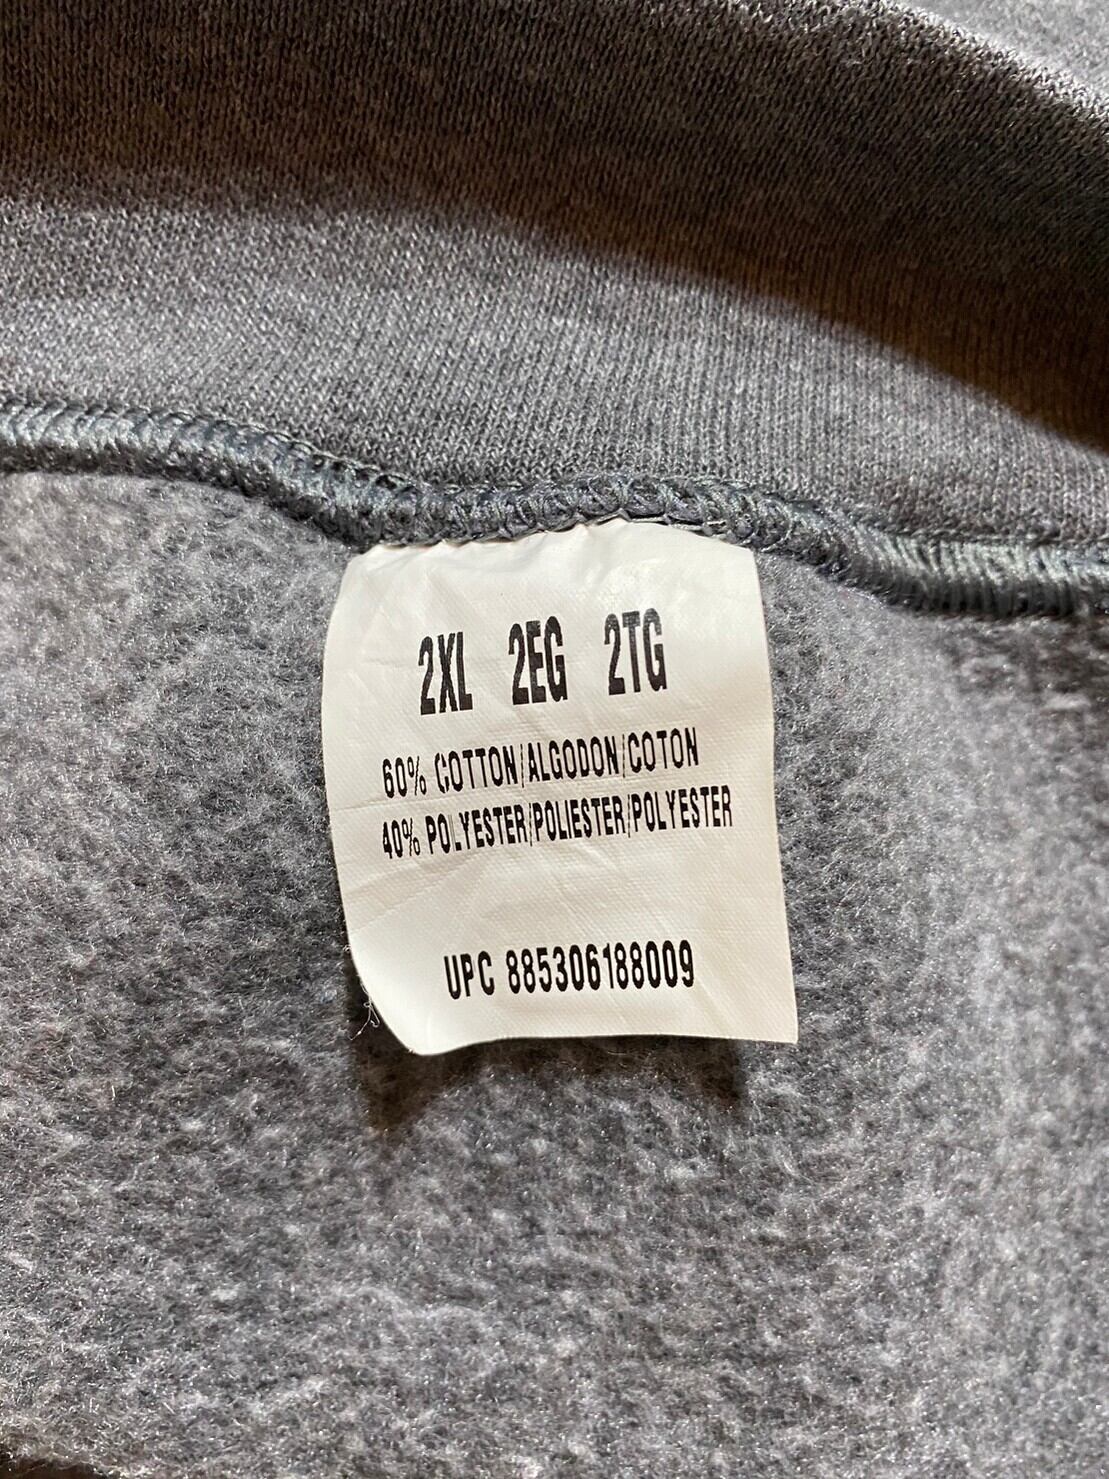 2XL 2EG 2TG
60% COTTON/ALGODON/COTON
40% POLYESTER/POLIESTER/POLYESTER
UPC 885306188009